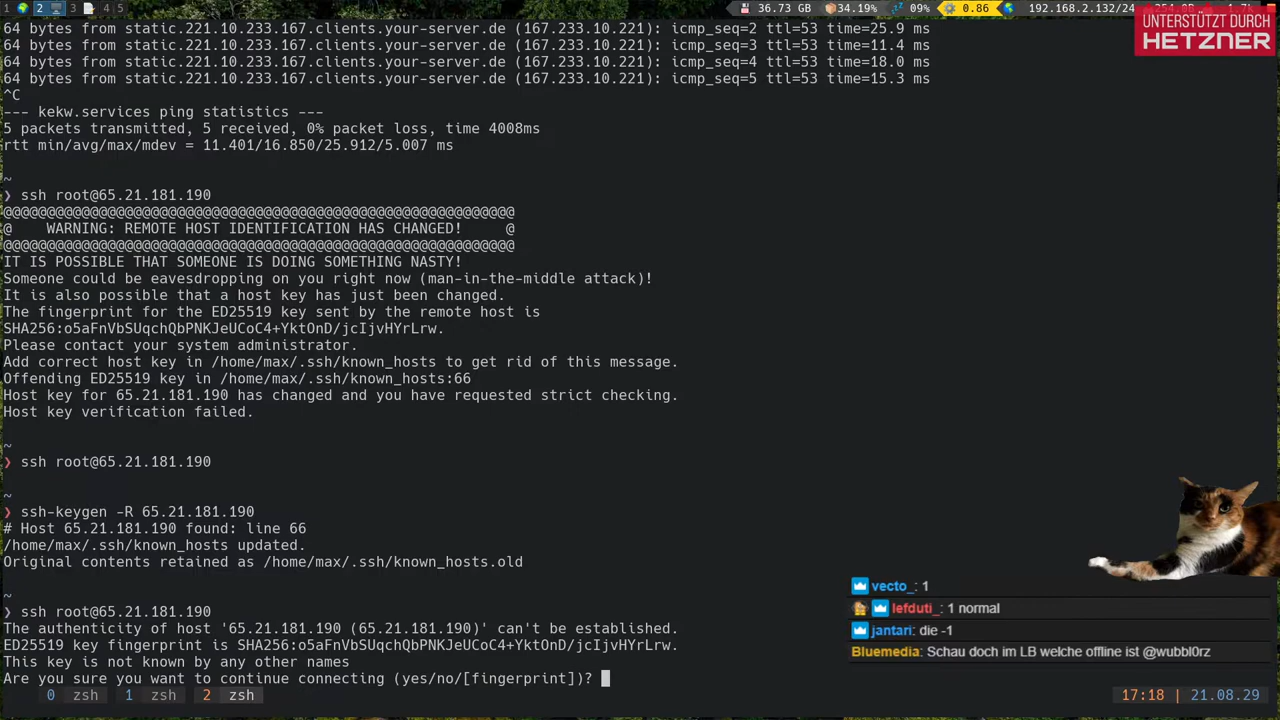 1 2 3 4 5 36.73 GB 34.19% 09% 0.86 192.168.2.132/24 254.08 1.7k
UNTERSTÜTZT DURCH
HETZNER
64 bytes from static.221.10.233.167.clients.your-server.de (167.233.10.221): icmp_seq=2 ttl=53 time=25.9 ms
64 bytes from static.221.10.233.167.clients.your-server.de (167.233.10.221): icmp_seq=3 ttl=53 time=11.4 ms
64 bytes from static.221.10.233.167.clients.your-server.de (167.233.10.221): icmp_seq=4 ttl=53 time=18.0 ms
64 bytes from static.221.10.233.167.clients.your-server.de (167.233.10.221): icmp_seq=5 ttl=53 time=15.3 ms
^C
--- kekw.services ping statistics ---
5 packets transmitted, 5 received, 0% packet loss, time 4008ms
rtt min/avg/max/mdev = 11.401/16.850/25.912/5.007 ms
~
❯ ssh root@65.21.181.190
@@@@@@@@@@@@@@@@@@@@@@@@@@@@@@@@@@@@@@@@@@@@@@@@@@@@@@@@@@@
@    WARNING: REMOTE HOST IDENTIFICATION HAS CHANGED!     @
@@@@@@@@@@@@@@@@@@@@@@@@@@@@@@@@@@@@@@@@@@@@@@@@@@@@@@@@@@@
IT IS POSSIBLE THAT SOMEONE IS DOING SOMETHING NASTY!
Someone could be eavesdropping on you right now (man-in-the-middle attack)!
It is also possible that a host key has just been changed.
The fingerprint for the ED25519 key sent by the remote host is
SHA256:o5aFnVbSUqchQbPNKJeUCoC4+YktOnD/jcIjvHYrLrw.
Please contact your system administrator.
Add correct host key in /home/max/.ssh/known_hosts to get rid of this message.
Offending ED25519 key in /home/max/.ssh/known_hosts:66
Host key for 65.21.181.190 has changed and you have requested strict checking.
Host key verification failed.
~
❯ ssh root@65.21.181.190
~
❯ ssh-keygen -R 65.21.181.190
# Host 65.21.181.190 found: line 66
/home/max/.ssh/known_hosts updated.
Original contents retained as /home/max/.ssh/known_hosts.old
~
❯ ssh root@65.21.181.190
The authenticity of host '65.21.181.190 (65.21.181.190)' can't be established.
ED25519 key fingerprint is SHA256:o5aFnVbSUqchQbPNKJeUCoC4+YktOnD/jcIjvHYrLrw.
This key is not known by any other names
Are you sure you want to continue connecting (yes/no/[fingerprint])?
vecto_: 1
lefduti_: 1 normal
jantari: die -1
Bluemedia: Schau doch im LB welche offline ist @wubbl0rz
0 zsh 1 zsh 2 zsh 17:18 | 21.08.29